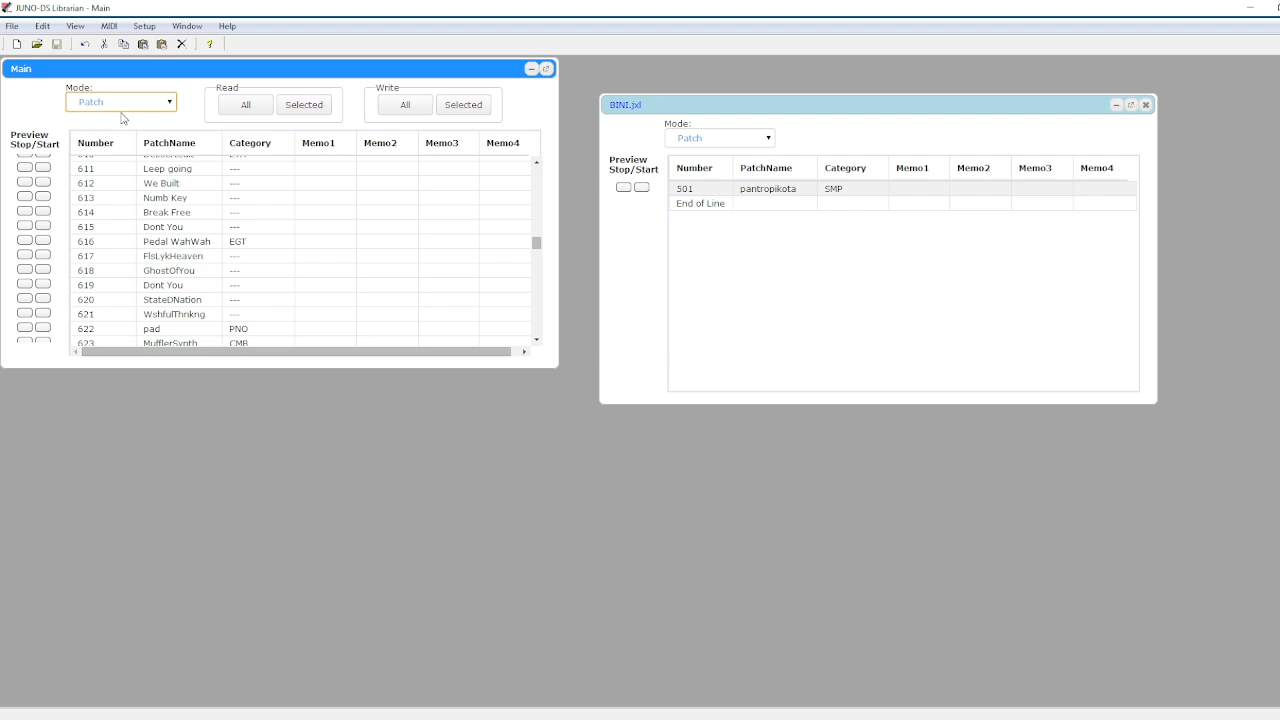 JUNO-DS Librarian - Main
File Edit View MIDI Setup Window Help
Main
Mode:
Patch
Read
All Selected
Write
All Selected
Preview
Stop/Start
Number PatchName Category Memo1 Memo2 Memo3 Memo4
611 Leep going ---
612 We Built ---
613 Numb Key ---
614 Break Free ---
615 Dont You ---
616 Pedal WahWah EGT
617 FlsLykHeaven ---
618 GhostOfYou ---
619 Dont You ---
620 StateDNation ---
621 WshfulThnkng ---
622 pad PNO
623 MufflerSynth CMB
BINI.jxl
Mode:
Patch
Preview
Stop/Start
Number PatchName Category Memo1 Memo2 Memo3 Memo4
501 pantropikota SMP
End of Line